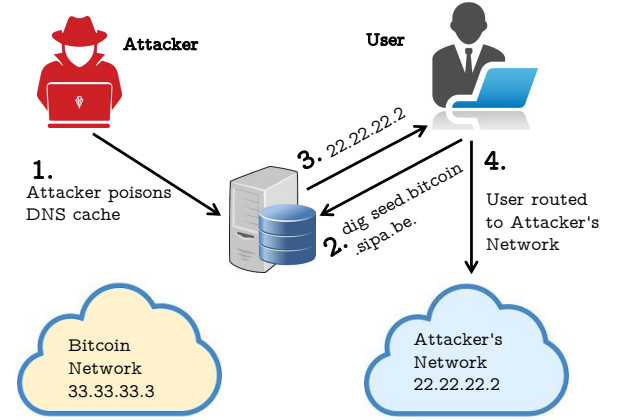 Attacker
User
1.
Attacker poisons
DNS cache
3. 22.22.22.2
2. dig seed.bitcoin
.sipa.be.
4.
User routed
to Attacker's
Network
Bitcoin
Network
33.33.33.3
Attacker's
Network
22.22.22.2